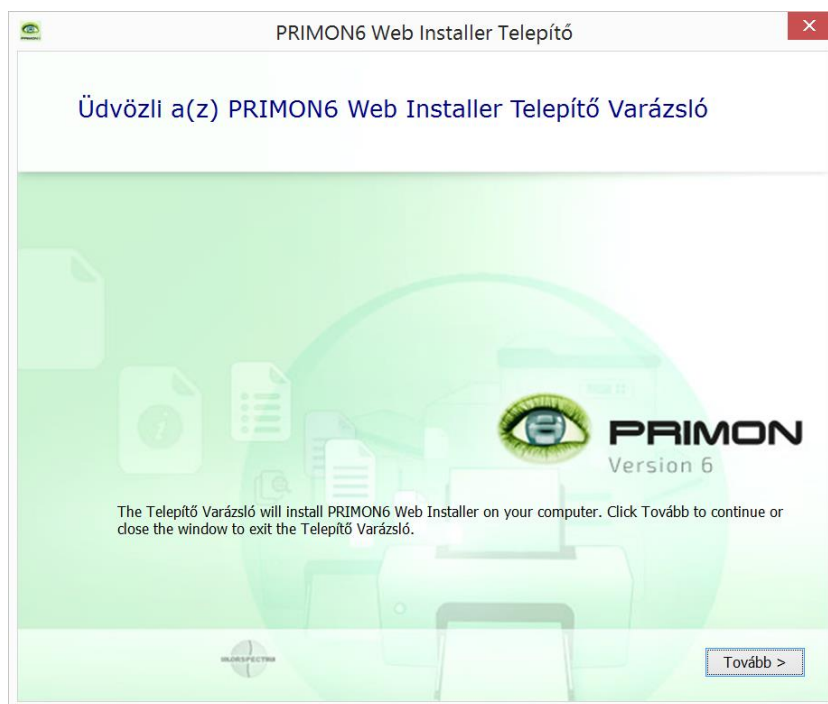 PRIMON6 Web Installer Telepítő
Üdvözli a(z) PRIMON6 Web Installer Telepítő Varázsló
PRIMON
Version 6
The Telepítő Varázsló will install PRIMON6 Web Installer on your computer. Click Tovább to continue or
close the window to exit the Telepítő Varázsló.
Tovább >